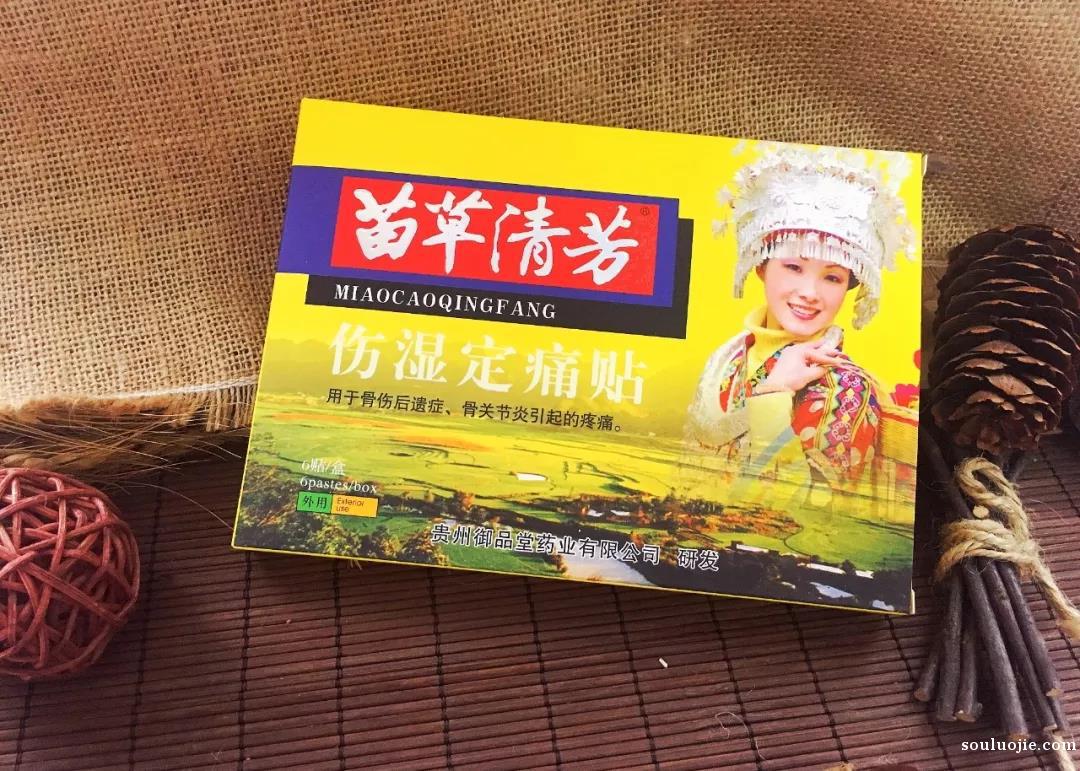 苗草清芳®
MIAOCAOQINGFANG
伤湿定痛贴
用于骨伤后遗症、骨关节炎引起的疼痛。
6贴/盒
6pastes/box
外用 Exterior use
贵州御品堂药业有限公司 研发
souluojie.com